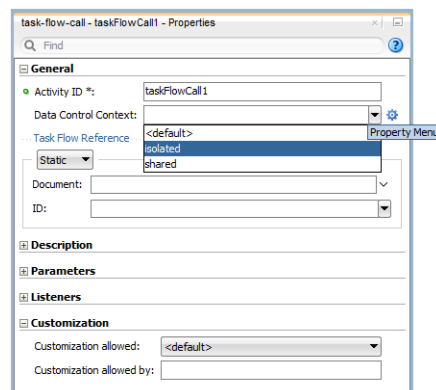 task-flow-call - taskFlowCall1 - Properties
Find
General
Activity ID *: taskFlowCall1
Data Control Context:
Property Menu
<default>
Task Flow Reference
isolated
Static
shared
Document:
ID:
Description
Parameters
Listeners
Customization
Customization allowed: <default>
Customization allowed by: